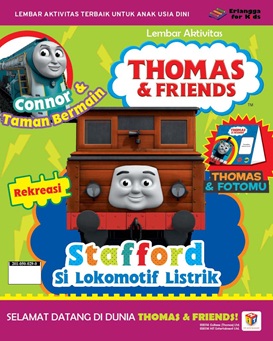 LEMBAR AKTIVITAS TERBAIK UNTUK ANAK USIA DINI
Erlangga
for Kids
Lembar Aktivitas
THOMAS
& FRIENDS™
Connor &
Taman Bermain
THOMAS
& FOTOMU
Rekreasi
Stafford
Si Lokomotif Listrik
SELAMAT DATANG DI DUNIA THOMAS & FRIENDS!